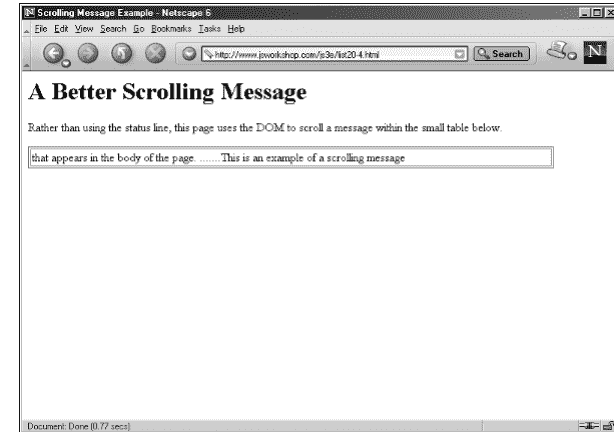 Scrolling Message Example - Netscape 6
File Edit View Search Go Bookmarks Tasks Help
http://www.jsworkshop.com/js3e/list20-4.html Search N
A Better Scrolling Message
Rather than using the status line, this page uses the DOM to scroll a message within the small table below.
that appears in the body of the page. .......This is an example of a scrolling message
Document: Done (0.77 secs)